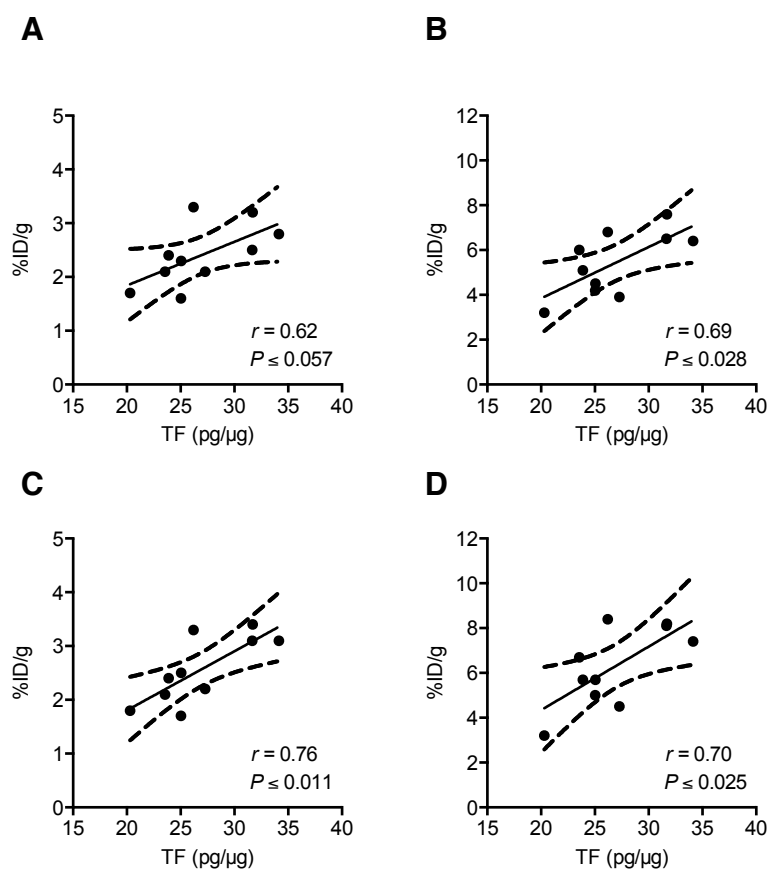 A
5
4
3
2
1
0
%ID/g
r = 0.62
P ≤ 0.057
15 20 25 30 35 40
TF (pg/µg)
B
12
10
8
6
4
2
0
%ID/g
r = 0.69
P ≤ 0.028
15 20 25 30 35 40
TF (pg/µg)
C
5
4
3
2
1
0
%ID/g
r = 0.76
P ≤ 0.011
15 20 25 30 35 40
TF (pg/µg)
D
12
10
8
6
4
2
0
%ID/g
r = 0.70
P ≤ 0.025
15 20 25 30 35 40
TF (pg/µg)